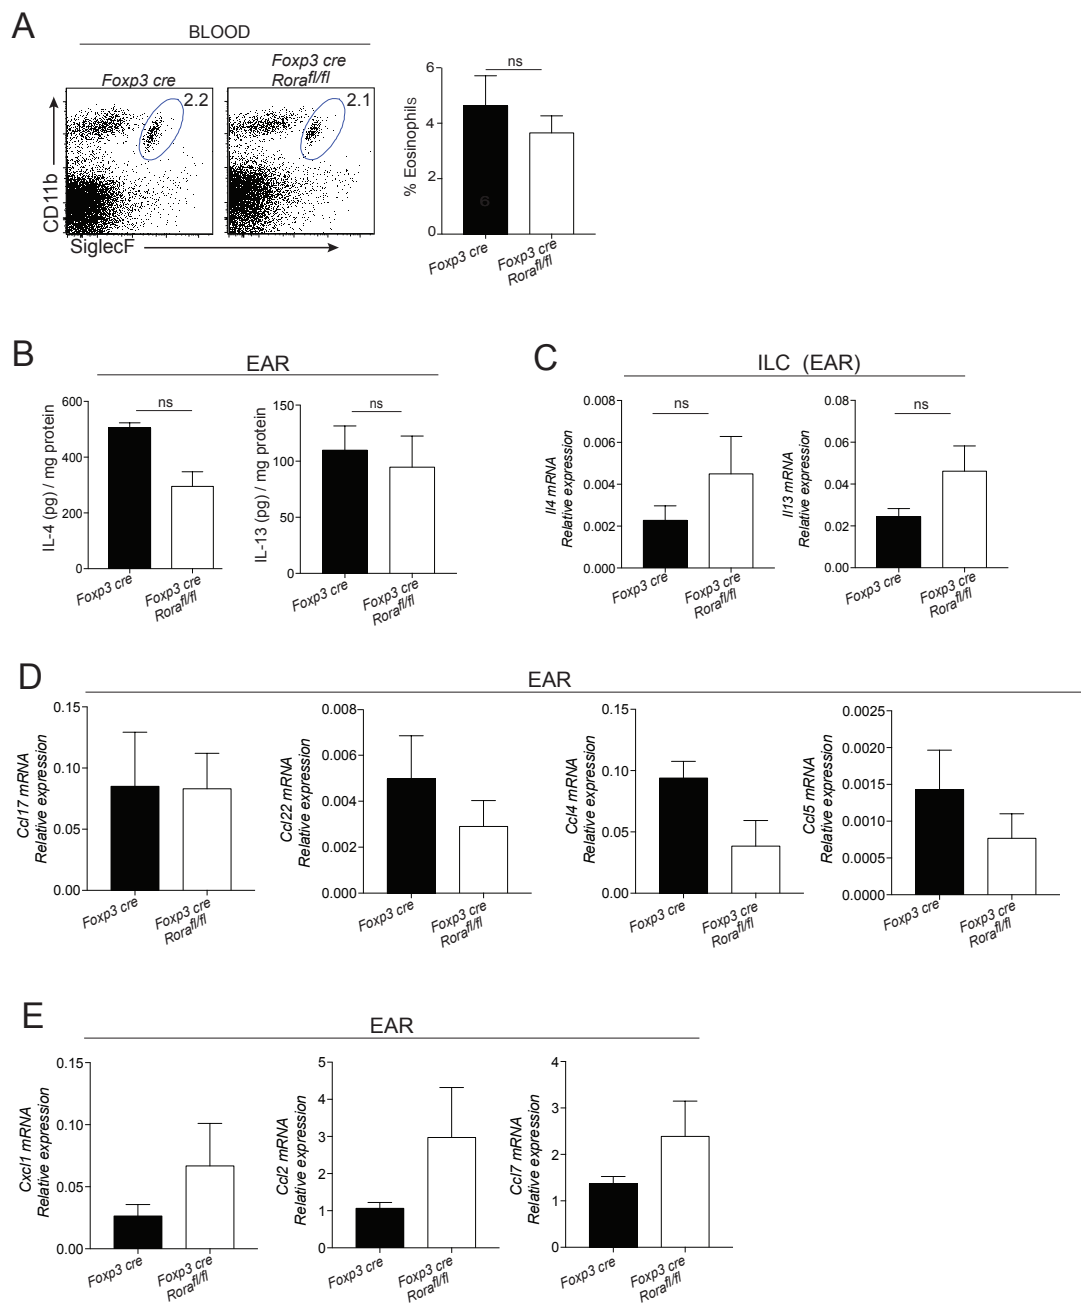 A
BLOOD
Foxp3 cre
Foxp3 cre
Rorafl/fl
2.2
2.1
CD11b
SiglecF
ns
% Eosinophils
6
4
2
0
6
Foxp3 cre
Foxp3 cre
Rorafl/fl
B
EAR
IL-4 (pg) / mg protein
600
400
200
0
ns
Foxp3 cre
Foxp3 cre
Rorafl/fl
IL-13 (pg) / mg protein
150
100
50
0
ns
Foxp3 cre
Foxp3 cre
Rorafl/fl
C
ILC (EAR)
Il4 mRNA
Relative expression
0.008
0.006
0.004
0.002
0.000
ns
Foxp3 cre
Foxp3 cre
Rorafl/fl
Il13 mRNA
Relative expression
0.08
0.06
0.04
0.02
0.00
ns
Foxp3 cre
Foxp3 cre
Rorafl/fl
D
EAR
Ccl17 mRNA
Relative expression
0.15
0.10
0.05
0.00
Foxp3 cre
Foxp3 cre
Rorafl/fl
Ccl22 mRNA
Relative expression
0.008
0.006
0.004
0.002
0.000
Foxp3 cre
Foxp3 cre
Rorafl/fl
Ccl4 mRNA
Relative expression
0.15
0.10
0.05
0.00
Foxp3 cre
Foxp3 cre
Rorafl/fl
Ccl5 mRNA
Relative expression
0.0025
0.0020
0.0015
0.0010
0.0005
0.0000
Foxp3 cre
Foxp3 cre
Rorafl/fl
E
EAR
Cxcl1 mRNA
Relative expression
0.15
0.10
0.05
0.00
Foxp3 cre
Foxp3 cre
Rorafl/fl
Ccl2 mRNA
Relative expression
5
4
3
2
1
0
Foxp3 cre
Foxp3 cre
Rorafl/fl
Ccl7 mRNA
Relative expression
4
3
2
1
0
Foxp3 cre
Foxp3 cre
Rorafl/fl